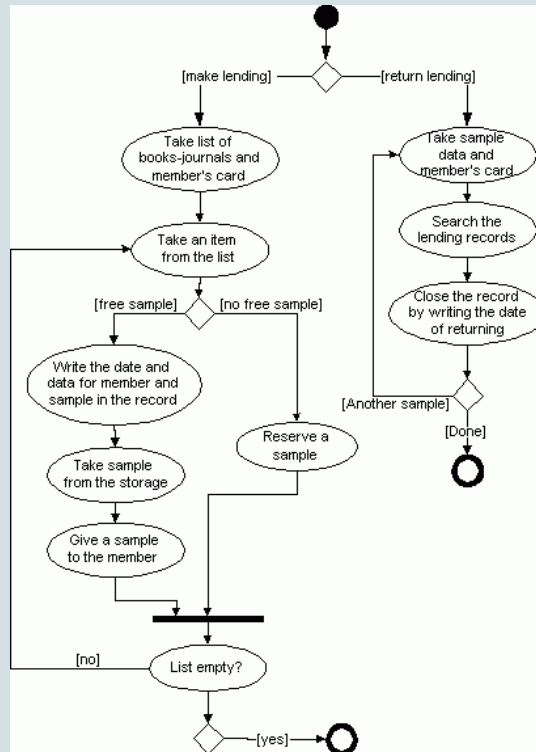 [make lending]
[return lending]
Take list of
books-journals and
member's card
Take sample
data and
member's card
Take an item
from the list
Search the
lending records
[free sample]
[no free sample]
Close the record
by writing the date
of returning
Write the date and
data for member and
sample in the record
[Another sample]
[Done]
Reserve a
sample
Take sample
from the storage
Give a sample
to the member
[no]
List empty?
[yes]